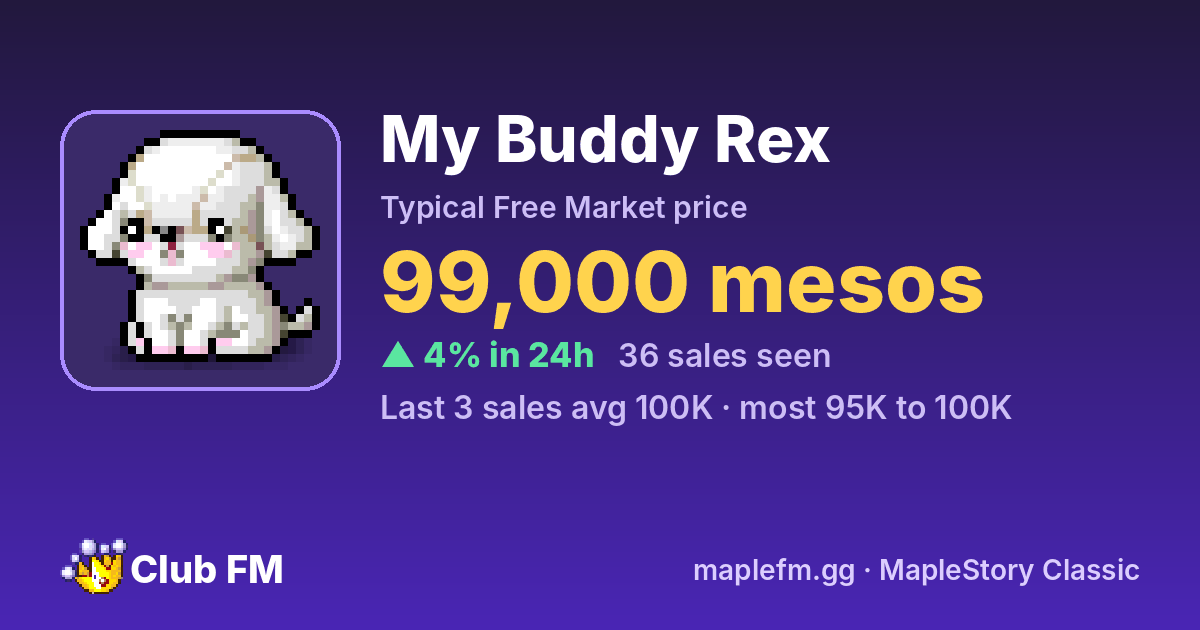 My Buddy Rex
Typical Free Market price
99,000 mesos
▲ 4% in 24h 36 sales seen
Last 3 sales avg 100K · most 95K to 100K
Club FM
maplefm.gg · MapleStory Classic